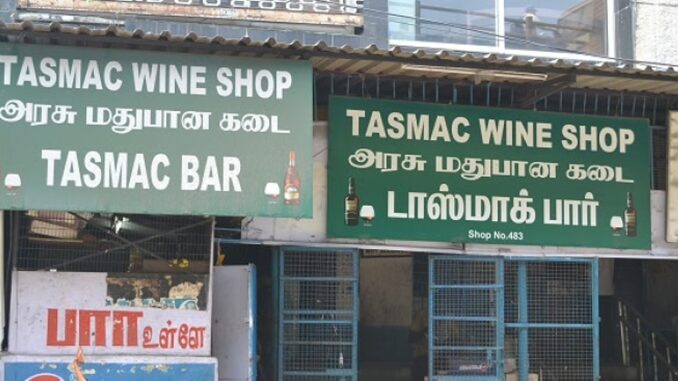 TASMAC WINE SHOP
அரசு மதுபான கடை
TASMAC BAR
TASMAC WINE SHOP
அரசு மதுபான கடை
டாஸ்மாக் பார்
Shop No.483
பார் உள்ளே